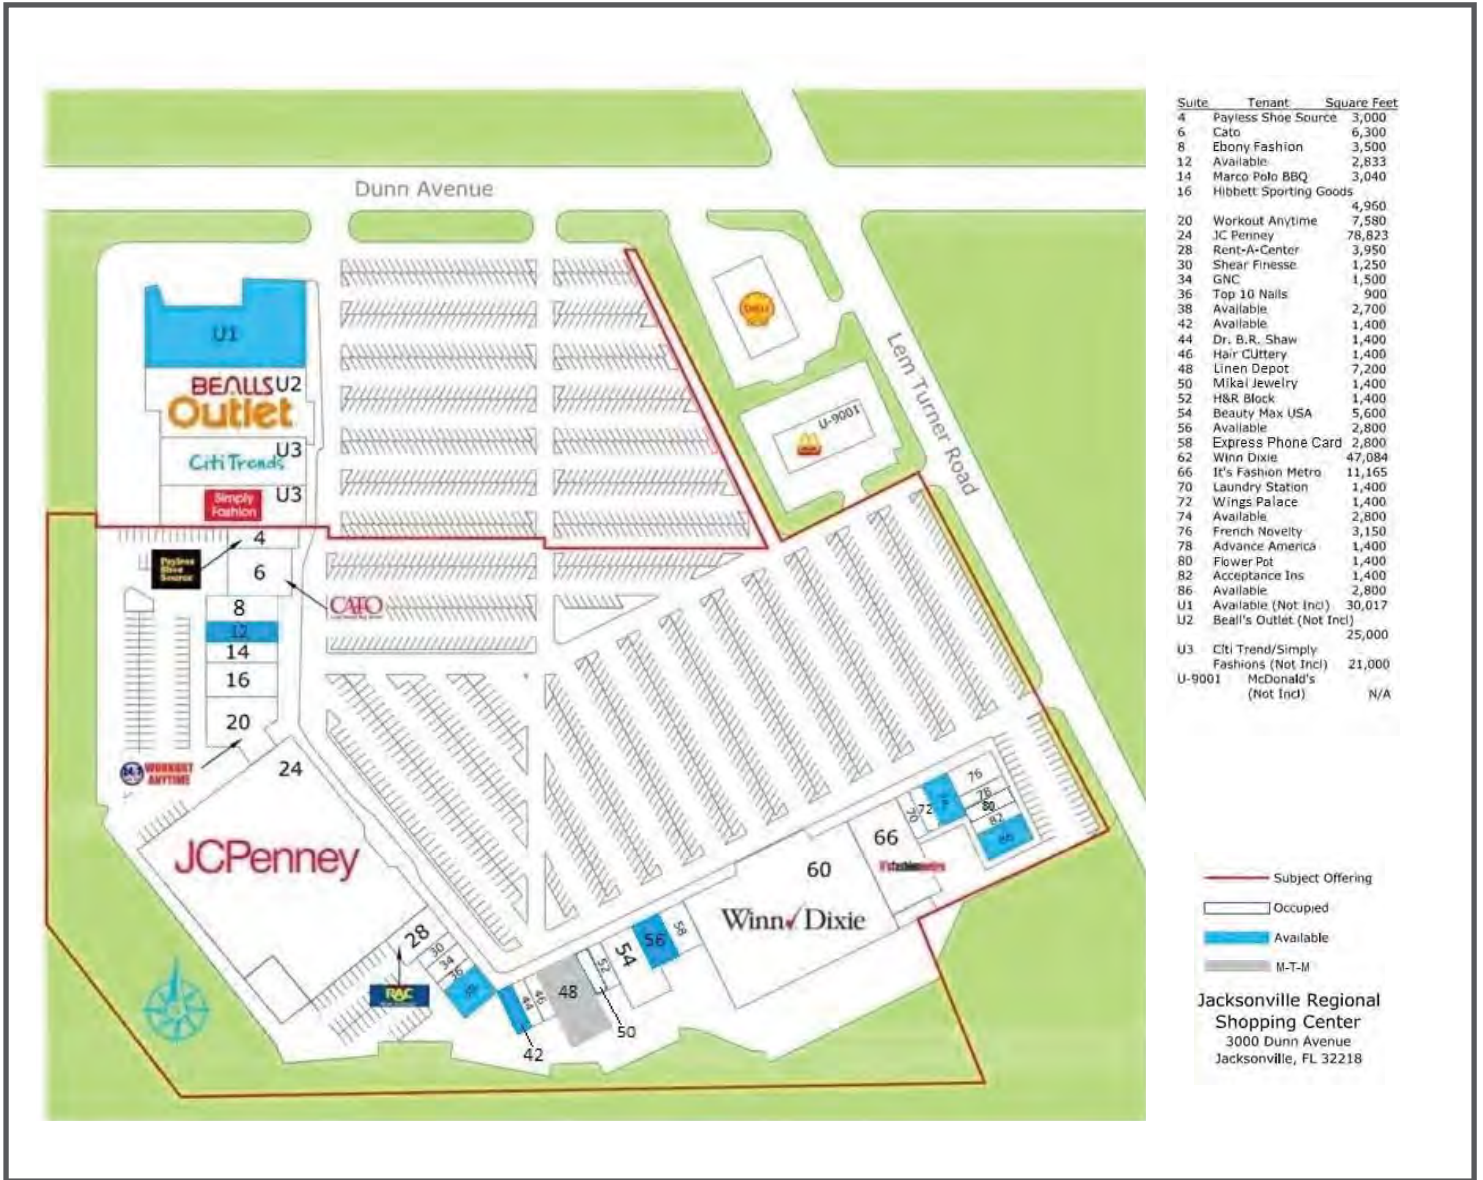 Suite Tenant Square Feet
4 Payless Shoe Source 3,000
6 Cato 6,300
8 Ebony Fashion 3,500
12 Available 2,833
14 Marco Polo BBQ 3,040
16 Hibbett Sporting Goods
4,960
20 Workout Anytime 7,580
24 JC Penney 78,823
28 Rent-A-Center 3,950
30 Shear Finesse 1,250
34 GNC 1,500
36 Top 10 Nails 900
38 Available 2,700
42 Available 1,400
44 Dr. B.R. Shaw 1,400
46 Hair CUttery 1,400
48 Linen Depot 7,200
50 Mikal Jewelry 1,400
52 H&R Block 1,400
54 Beauty Max USA 5,600
56 Available 2,800
58 Express Phone Card 2,800
62 Winn Dixie 47,084
66 It's Fashion Metro 11,165
70 Laundry Station 1,400
72 Wings Palace 1,400
74 Available 2,800
76 French Novelty 3,150
78 Advance America 1,400
80 Flower Pot 1,400
82 Acceptance Ins 1,400
86 Available 2,800
U1 Available (Not Incl) 30,017
U2 Beall's Outlet (Not Incl)
25,000
U3 Citi Trend/Simply
Fashions (Not Incl) 21,000
U-9001 McDonald's
(Not Incl) N/A
Dunn Avenue
Lem Turner Road
U1
BEALLS U2
Outlet
Citi Trends U3
Simply
Fashion
U3
U-9001
4
Payless
Shoe
Source
6
CATO
8
12
14
16
20
WORKOUT
ANYTIME
24
JCPenney
28
30
34
36
38
RAC
42
44
46
48
50
52
54
56
58
60
Winn Dixie
66
70
72
76
78
80
82
86
Subject Offering
Occupied
Available
M-T-M
Jacksonville Regional
Shopping Center
3000 Dunn Avenue
Jacksonville, FL 32218